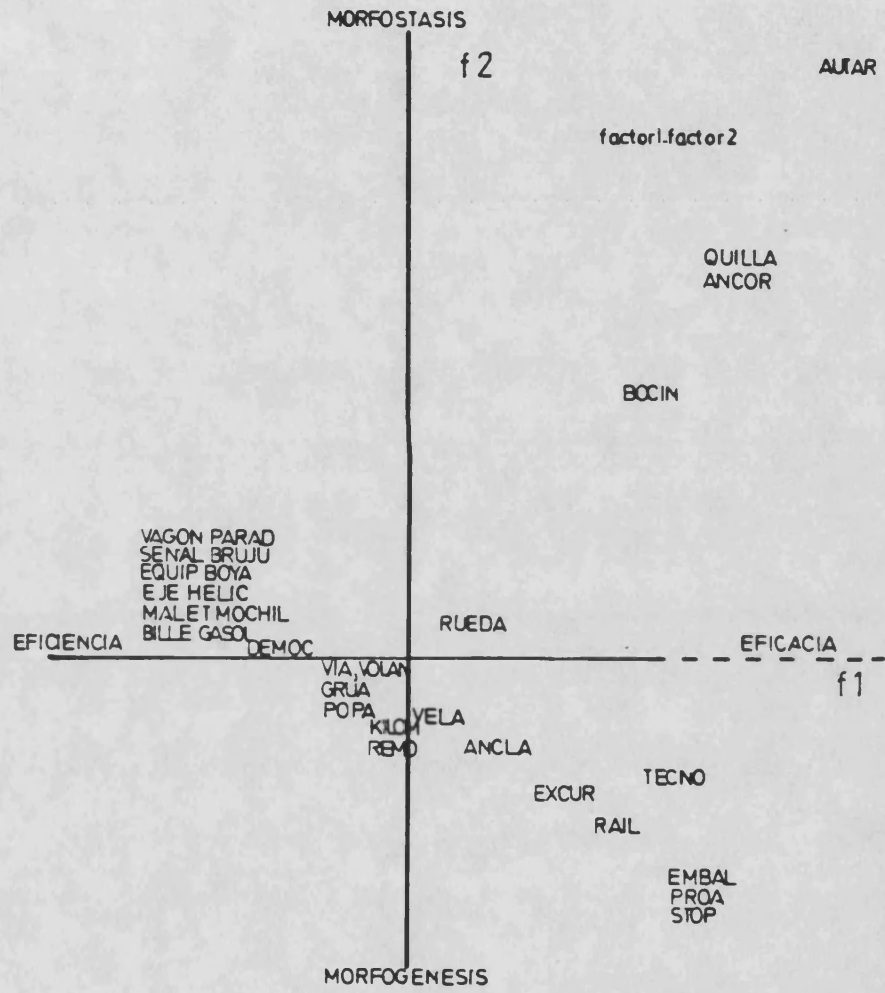 MORFOSTASIS
f2
AUTAR
factor1-factor2
QUILLA
ANCOR
BOCIN
VAGON PARAD
SENAL BRUJU
EQUIP BOYA
EJE HELIC
MALET MOCHIL
BILLE GASOL
RUEDA
EFICIENCIA
DEMOC
EFICACIA
f1
VIA, VOLAN
GRUA
POPA
VELA
KILOM
REMO
ANCLA
TECNO
EXCUR
RAIL
EMBAL
PROA
STOP
MORFOGENESIS